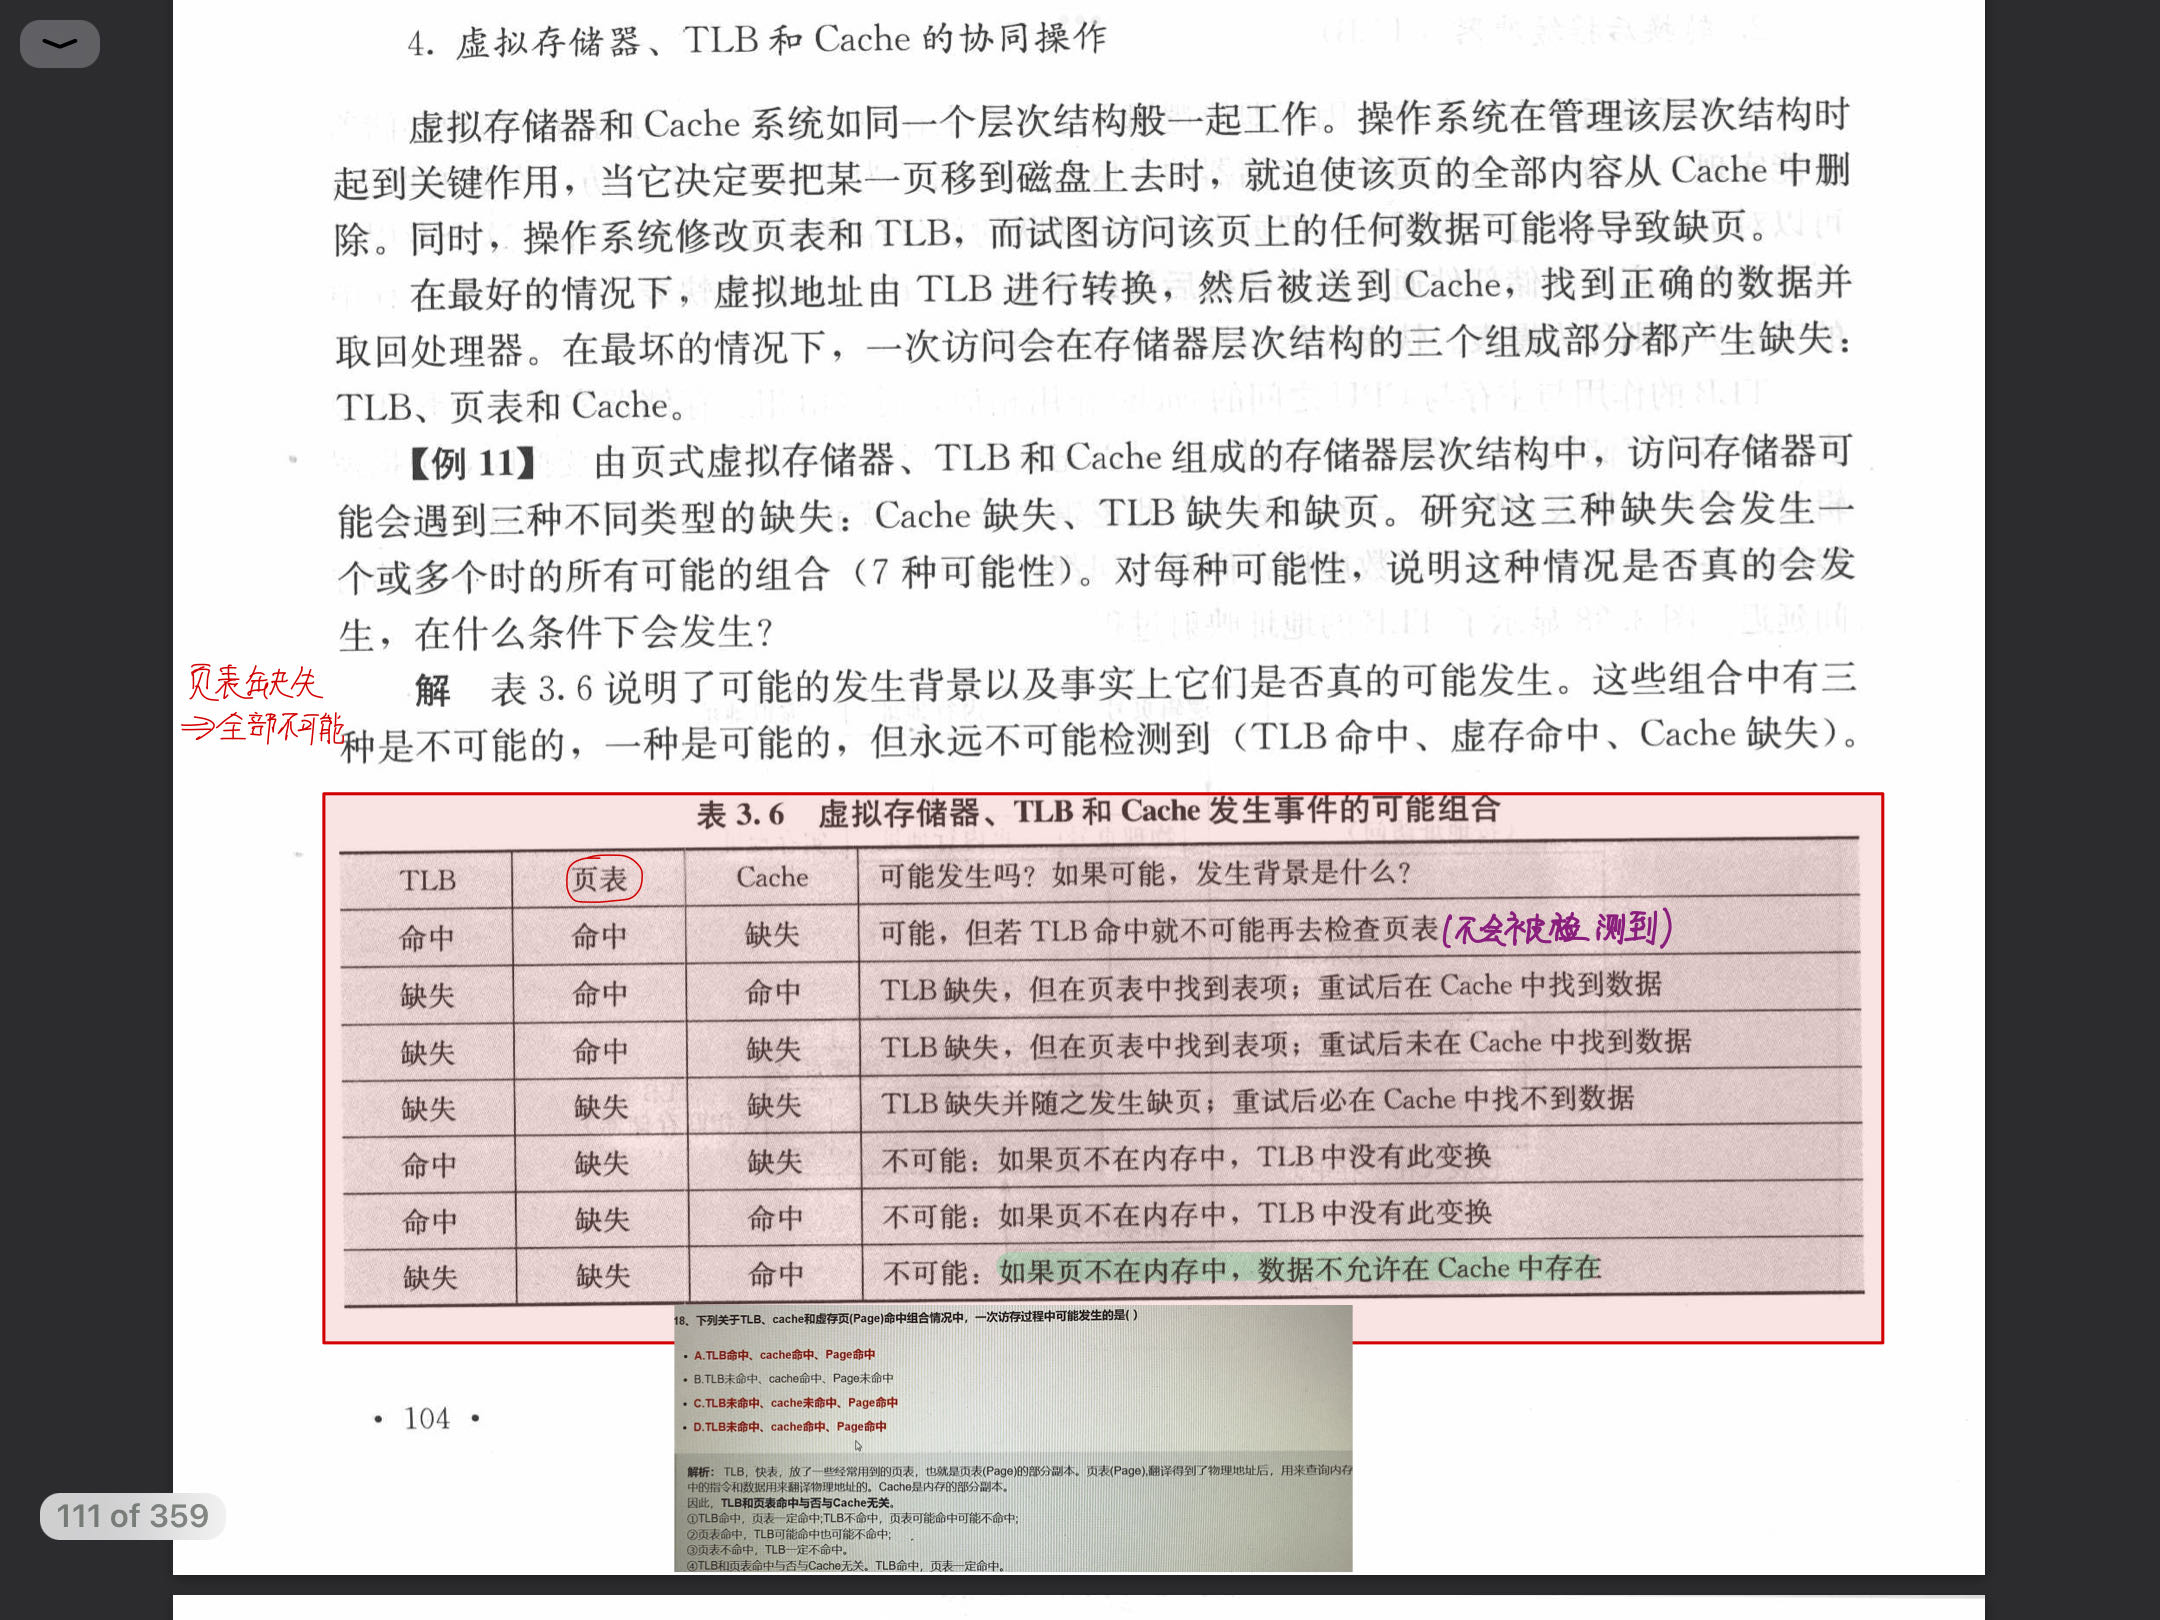 4. 虚拟存储器、TLB 和 Cache 的协同操作
虚拟存储器和 Cache 系统如同一个层次结构般一起工作。操作系统在管理该层次结构时
起到关键作用，当它决定要把某一页移到磁盘上去时，就迫使该页的全部内容从 Cache 中删
除。同时，操作系统修改页表和 TLB，而试图访问该页上的任何数据可能将导致缺页。
在最好的情况下，虚拟地址由 TLB 进行转换，然后被送到 Cache，找到正确的数据并
取回处理器。在最坏的情况下，一次访问会在存储器层次结构的三个组成部分都产生缺失：
TLB、页表和 Cache。
【例 11】 由页式虚拟存储器、TLB 和 Cache 组成的存储器层次结构中，访问存储器可
能会遇到三种不同类型的缺失：Cache 缺失、TLB 缺失和缺页。研究这三种缺失会发生一
个或多个时的所有可能的组合（7 种可能性）。对每种可能性，说明这种情况是否真的会发
生，在什么条件下会发生？
页表缺失
⇒全部不可能
解 表 3.6 说明了可能的发生背景以及事实上它们是否真的可能发生。这些组合中有三
种是不可能的，一种是可能的，但永远不可能检测到（TLB 命中、虚存命中、Cache 缺失）。
表 3.6 虚拟存储器、TLB 和 Cache 发生事件的可能组合
TLB 页表 Cache 可能发生吗？如果可能，发生背景是什么？
命中 命中 缺失 可能，但若 TLB 命中就不可能再去检查页表(不会被检测到)
缺失 命中 命中 TLB 缺失，但在页表中找到表项；重试后在 Cache 中找到数据
缺失 命中 缺失 TLB 缺失，但在页表中找到表项；重试后未在 Cache 中找到数据
缺失 缺失 缺失 TLB 缺失并随之发生缺页；重试后必在 Cache 中找不到数据
命中 缺失 缺失 不可能：如果页不在内存中，TLB 中没有此变换
命中 缺失 命中 不可能：如果页不在内存中，TLB 中没有此变换
缺失 缺失 命中 不可能：如果页不在内存中，数据不允许在 Cache 中存在
18、下列关于TLB、cache和虚存页(Page)命中组合情况中，一次访存过程中可能发生的是( )
• A.TLB命中、cache命中、Page命中
• B.TLB未命中、cache命中、Page未命中
• C.TLB未命中、cache未命中、Page命中
• D.TLB未命中、cache命中、Page命中
解析： TLB，快表，放了一些经常用到的页表，也就是页表(Page)的部分副本。页表(Page),翻译得到了物理地址后，用来查询内存
中的指令和数据用来翻译物理地址的。Cache是内存的部分副本。
因此，TLB和页表命中与否与Cache无关。
①TLB命中，页表一定命中;TLB不命中，页表可能命中可能不命中;
②页表命中，TLB可能命中也可能不命中;
③页表不命中，TLB一定不命中。
④TLB和页表命中与否与Cache无关。TLB命中，页表一定命中。
• 104 •
111 of 359